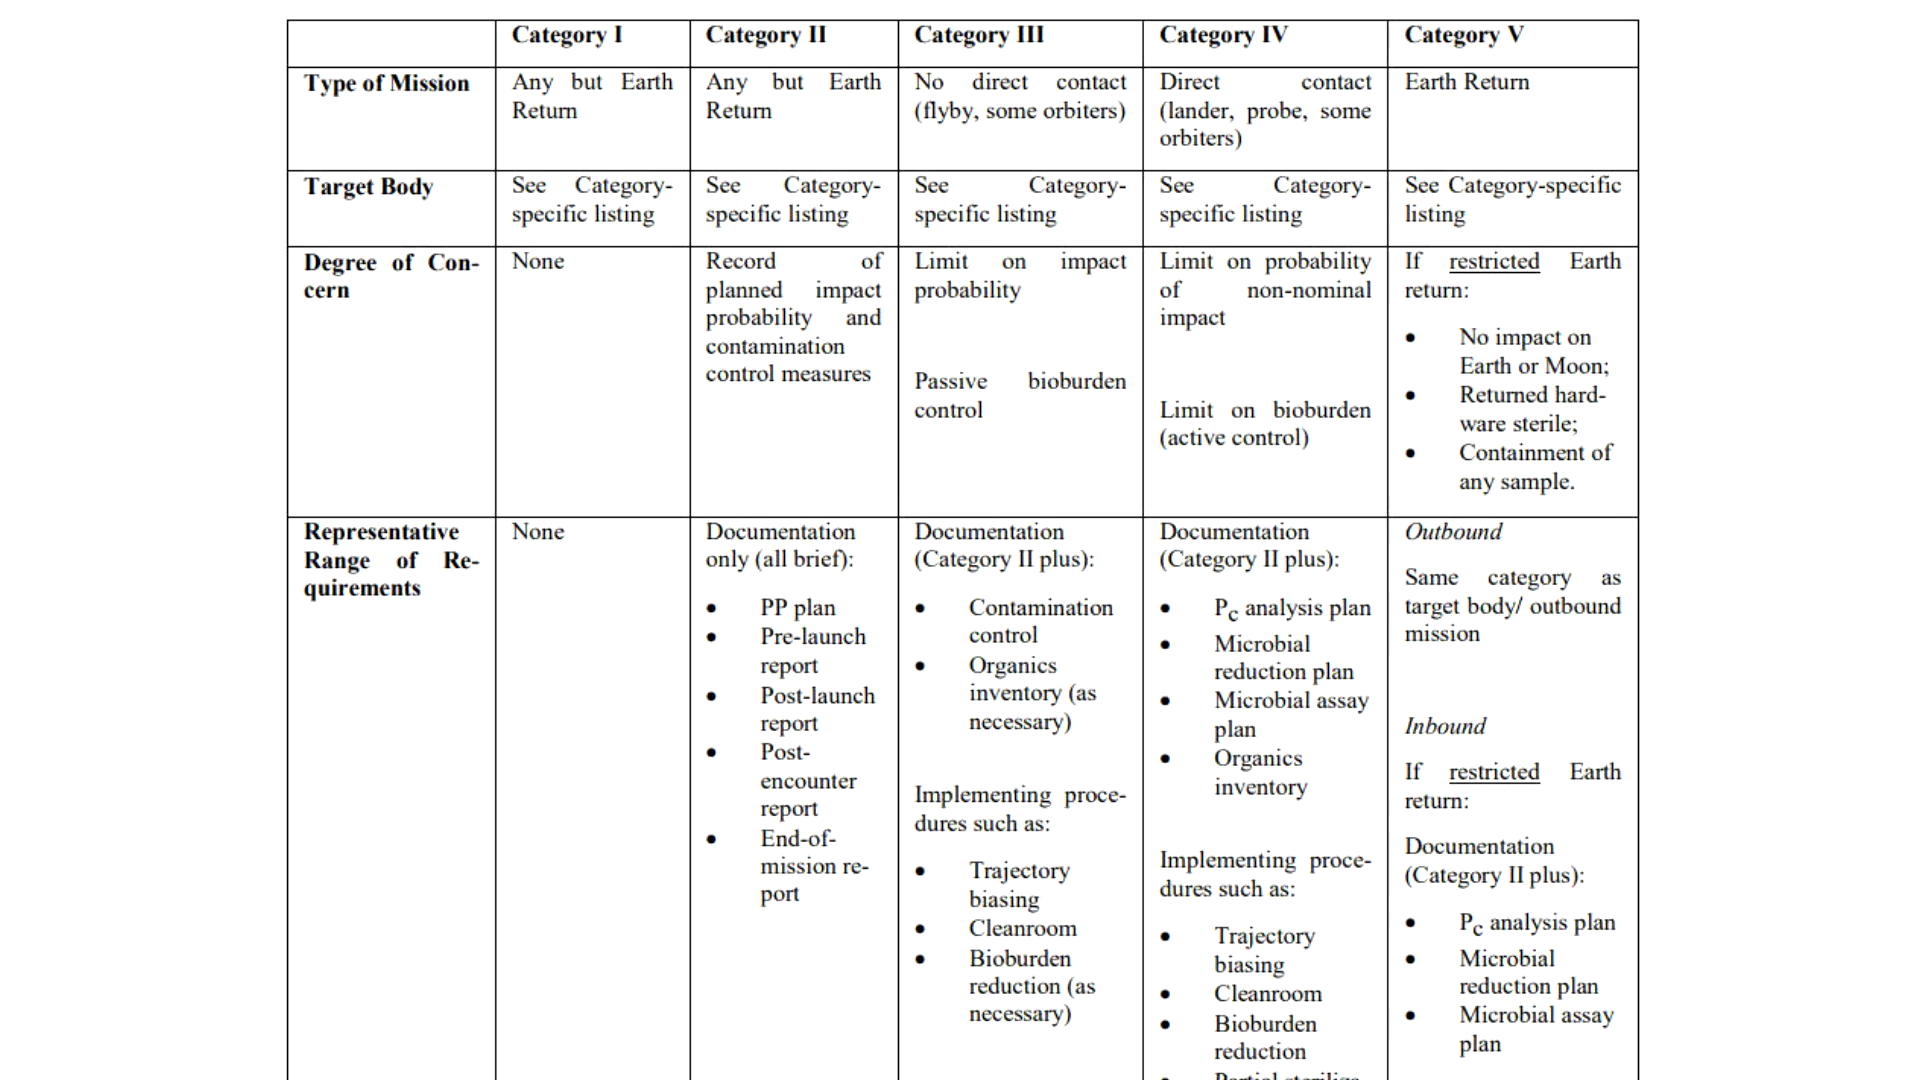 Category I
Category II
Category III
Category IV
Category V
Type of Mission
Any but Earth
Return
Any but Earth
Return
No direct contact
(flyby, some orbiters)
Direct contact
(lander, probe, some
orbiters)
Earth Return
Target Body
See Category-
specific listing
See Category-
specific listing
See Category-
specific listing
See Category-
specific listing
See Category-specific
listing
Degree of Con-
cern
None
Record of
planned impact
probability and
contamination
control measures
Limit on impact
probability
Passive bioburden
control
Limit on probability
of non-nominal
impact
Limit on bioburden
(active control)
If restricted Earth
return:
• No impact on
Earth or Moon;
• Returned hard-
ware sterile;
• Containment of
any sample.
Representative
Range of Re-
quirements
None
Documentation
only (all brief):
• PP plan
• Pre-launch
report
• Post-launch
report
• Post-
encounter
report
• End-of-
mission re-
port
Documentation
(Category II plus):
• Contamination
control
• Organics
inventory (as
necessary)
Implementing proce-
dures such as:
• Trajectory
biasing
• Cleanroom
• Bioburden
reduction (as
necessary)
Documentation
(Category II plus):
• Pc analysis plan
• Microbial
reduction plan
• Microbial assay
plan
• Organics
inventory
Implementing proce-
dures such as:
• Trajectory
biasing
• Cleanroom
• Bioburden
reduction
• Partial steriliza-
Outbound
Same category as
target body/ outbound
mission
Inbound
If restricted Earth
return:
Documentation
(Category II plus):
• Pc analysis plan
• Microbial
reduction plan
• Microbial assay
plan